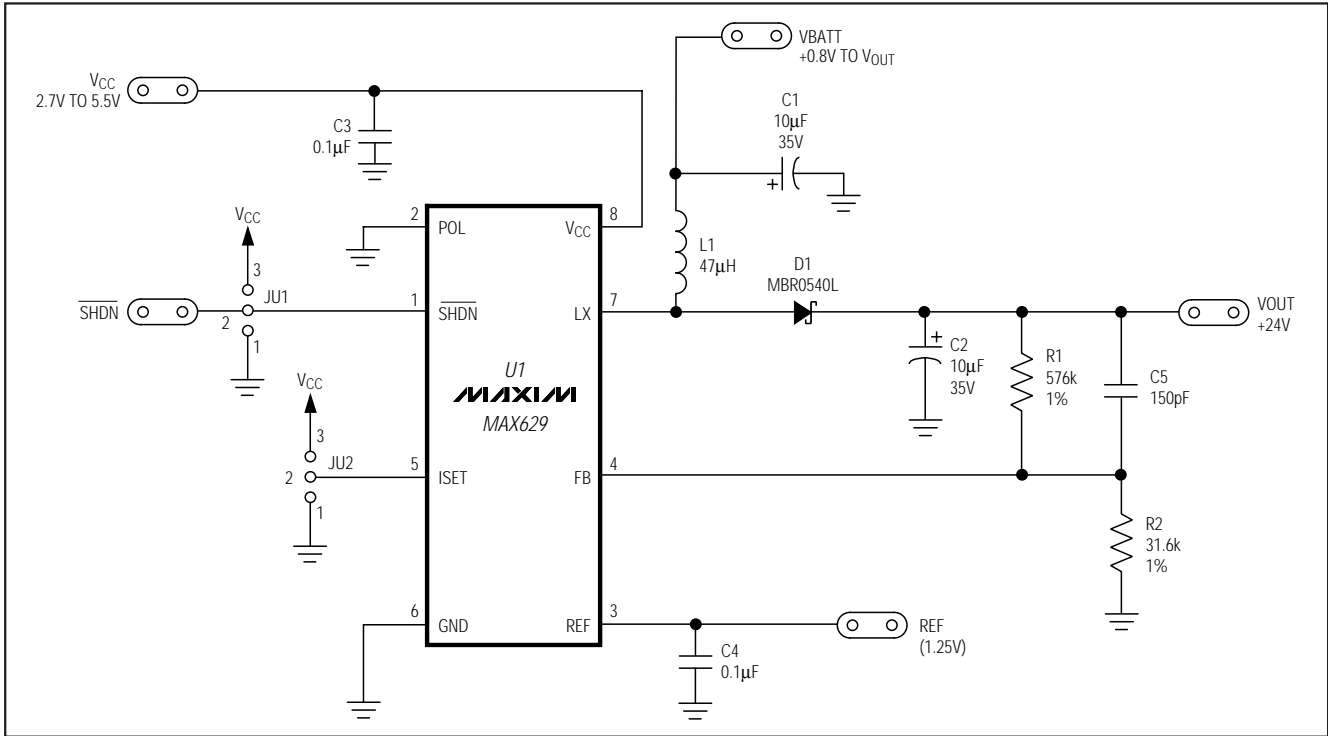 VBATT
+0.8V TO VOUT
VCC
2.7V TO 5.5V
C1
10μF
35V
+
C3
0.1μF
VCC
3
JU1
SHDN
2
1
2
POL
VCC
8
1
SHDN
LX
7
L1
47μH
D1
MBR0540L
VOUT
+24V
+
C2
10μF
35V
R1
576k
1%
C5
150pF
U1
MAXIM
MAX629
VCC
3
2
JU2
1
5
ISET
FB
4
R2
31.6k
1%
6
GND
REF
3
REF
(1.25V)
C4
0.1μF